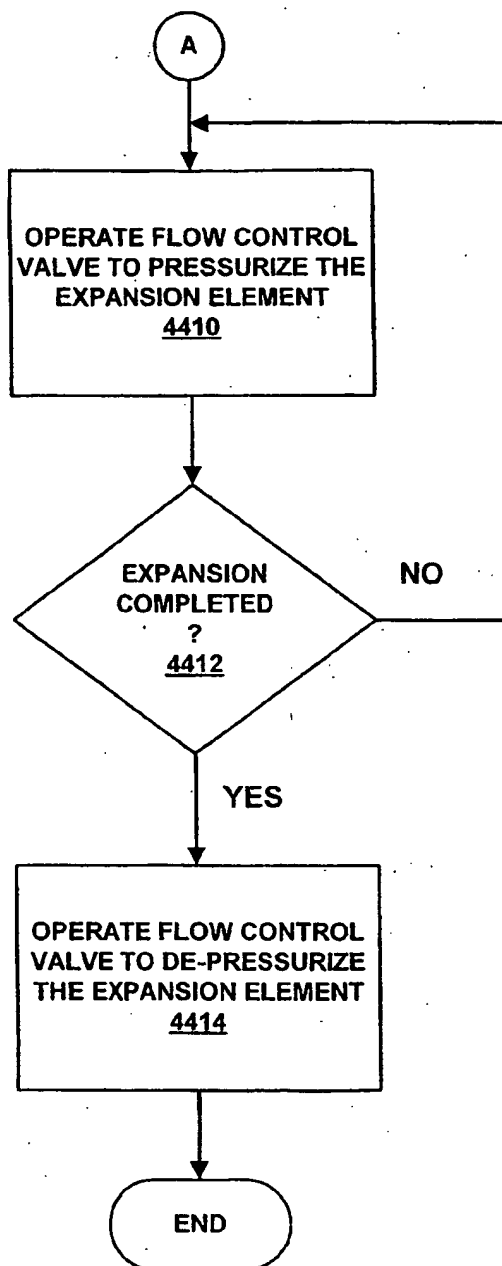 A
OPERATE FLOW CONTROL
VALVE TO PRESSURIZE THE
EXPANSION ELEMENT
4410
EXPANSION
COMPLETED
?
4412
NO
YES
OPERATE FLOW CONTROL
VALVE TO DE-PRESSURIZE
THE EXPANSION ELEMENT
4414
END